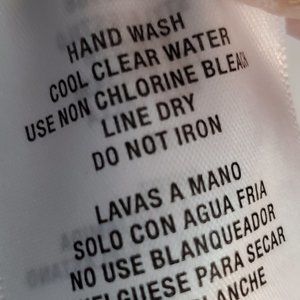 HAND WASH
COOL CLEAR WATER
USE NON CHLORINE BLEACH
LINE DRY
DO NOT IRON
LAVAS A MANO
SOLO CON AGUA FRIA
NO USE BLANQUEADOR
PARA SECAR